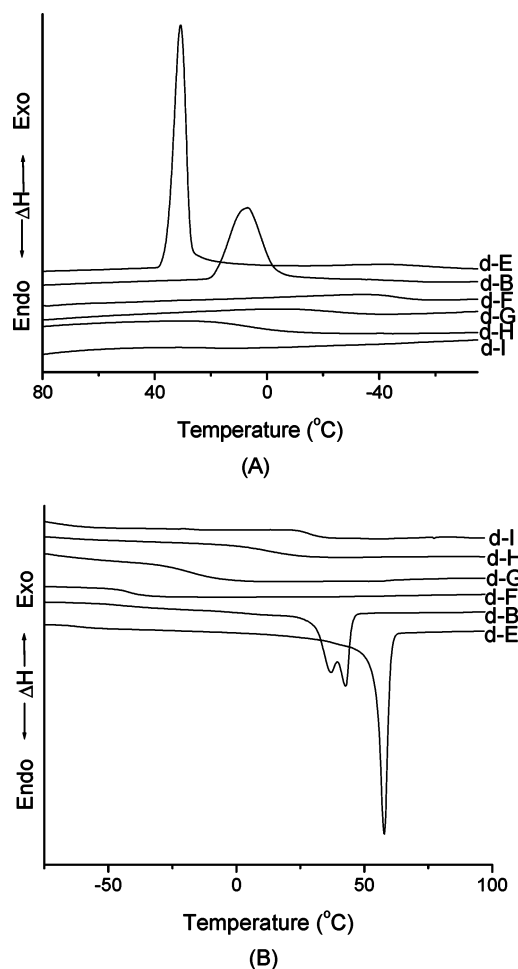 Endo ←ΔH→ Exo
d-E
d-B
d-F
d-G
d-H
d-I
80 40 0 -40
Temperature (°C)
(A)
Endo ←ΔH→ Exo
d-I
d-H
d-G
d-F
d-B
d-E
-50 0 50 100
Temperature (°C)
(B)